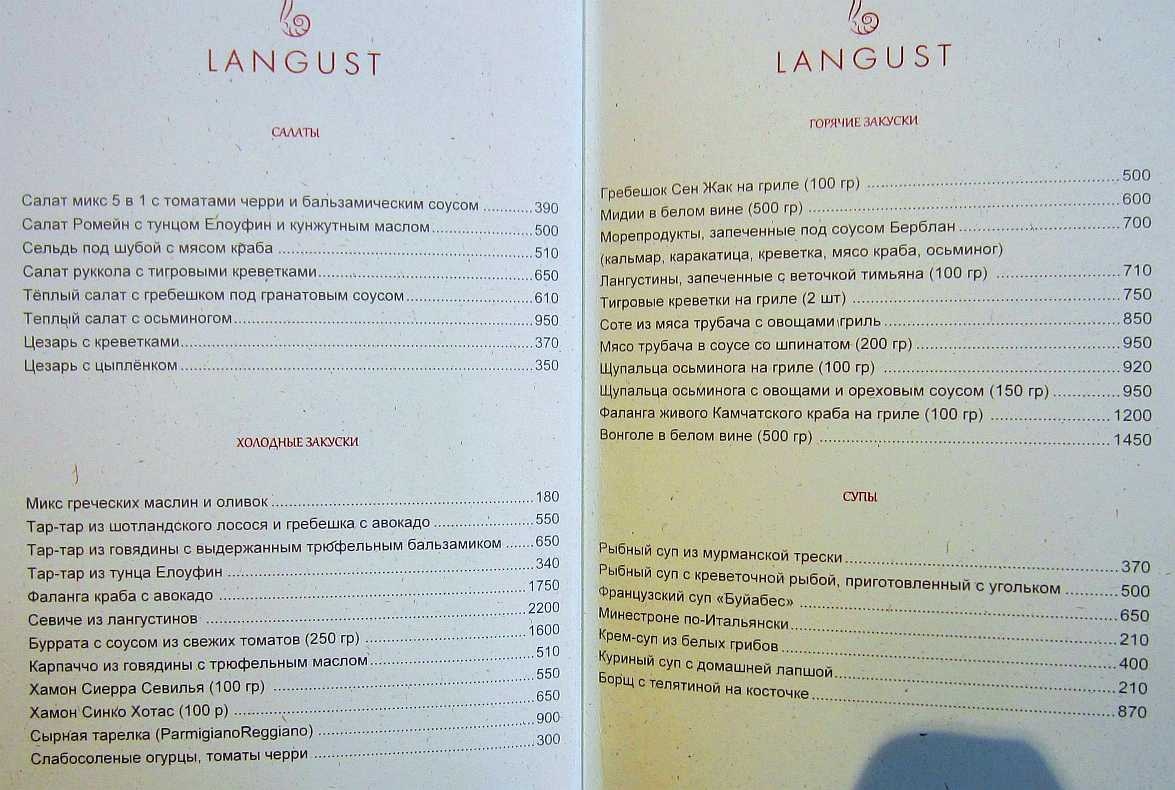 LANGUST
САЛАТЫ
Салат микс 5 в 1 с томатами черри и бальзамическим соусом ............390
Салат Ромейн с тунцом Елоуфин и кунжутным маслом............500
Сельдь под шубой с мясом краба ............510
Салат руккола с тигровыми креветками............650
Тёплый салат с гребешком под гранатовым соусом............610
Теплый салат с осьминогом............950
Цезарь с креветками............370
Цезарь с цыплёнком............350
ХОЛОДНЫЕ ЗАКУСКИ
Микс греческих маслин и оливок............180
Тар-тар из шотландского лосося и гребешка с авокадо ............550
Тар-тар из говядины с выдержанным трюфельным бальзамиком .......650
Тар-тар из тунца Елоуфин ............340
Фаланга краба с авокадо ............1750
Севиче из лангустинов ............2200
Буррата с соусом из свежих томатов (250 гр) ............1600
Карпаччо из говядины с трюфельным маслом............510
Хамон Сиерра Севилья (100 гр) ............550
Хамон Синко Хотас (100 р) ............650
Сырная тарелка (ParmigianoReggiano) ............900
Слабосоленые огурцы, томаты черри ............300
LANGUST
ГОРЯЧИЕ ЗАКУСКИ
Гребешок Сен Жак на гриле (100 гр) ............500
Мидии в белом вине (500 гр) ............600
Морепродукты, запеченные под соусом Берблан............700
(кальмар, каракатица, креветка, мясо краба, осьминог)
Лангустины, запеченные с веточкой тимьяна (100 гр) ............710
Тигровые креветки на гриле (2 шт) ............750
Соте из мяса трубача с овощами гриль............850
Мясо трубача в соусе со шпинатом (200 гр)............950
Щупальца осьминога на гриле (100 гр) ............920
Щупальца осьминога с овощами и ореховым соусом (150 гр)............950
Фаланга живого Камчатского краба на гриле (100 гр) ............1200
Вонголе в белом вине (500 гр) ............1450
СУПЫ
Рыбный суп из мурманской трески............370
Рыбный суп с креветочной рыбой, приготовленный с угольком ............500
Французский суп «Буйабес» ............650
Минестроне по-Итальянски............210
Крем-суп из белых грибов............400
Куриный суп с домашней лапшой............210
Борщ с телятиной на косточке............870